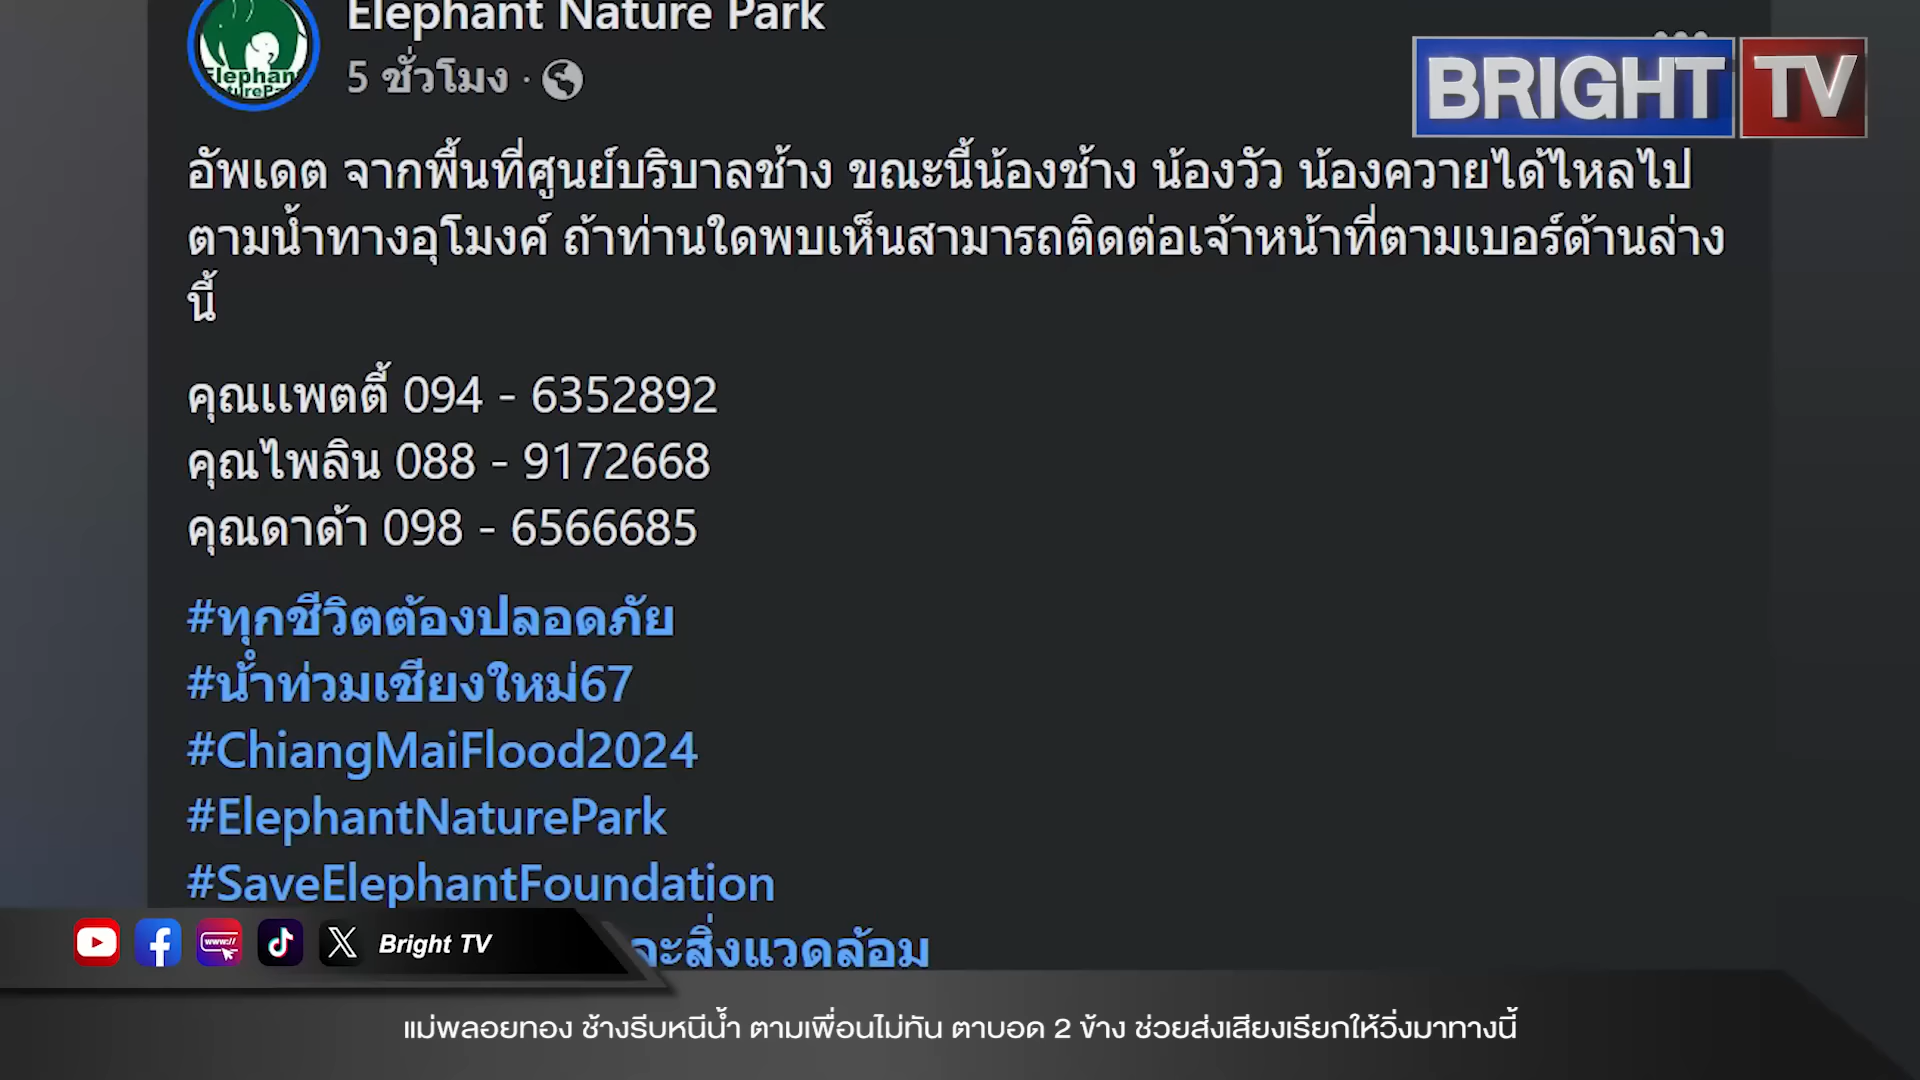 Elephant Nature Park
BRIGHT TV
5 ชั่วโมง ·
อัพเดต จากพื้นที่ศูนย์บริบาลช้าง ขณะนี้น้องช้าง น้องวัว น้องควายได้ไหลไป
ตามน้ำทางอุโมงค์ ถ้าท่านใดพบเห็นสามารถติดต่อเจ้าหน้าที่ตามเบอร์ด้านล่าง
นี้
คุณแพตตี้ 094 - 6352892
คุณไพลิน 088 - 9172668
คุณดาด้า 098 - 6566685
#ทุกชีวิตต้องปลอดภัย
#น้ำท่วมเชียงใหม่67
#ChiangMaiFlood2024
#ElephantNaturePark
#SaveElephantFoundation
ละสิ่งแวดล้อม
Bright TV
แม่พลอยทอง ช้างรีบหนีน้ำ ตามเพื่อนไม่ทัน ตาบอด 2 ข้าง ช่วยส่งเสียงเรียกให้วิ่งมาทางนี้